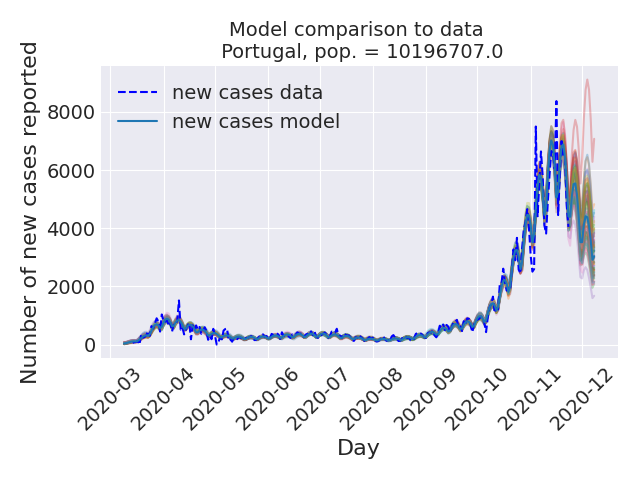 Model comparison to data
Portugal, pop. = 10196707.0
new cases data
new cases model
Number of new cases reported
8000
6000
4000
2000
0
2020-03
2020-04
2020-05
2020-06
2020-07
2020-08
2020-09
2020-10
2020-11
2020-12
Day